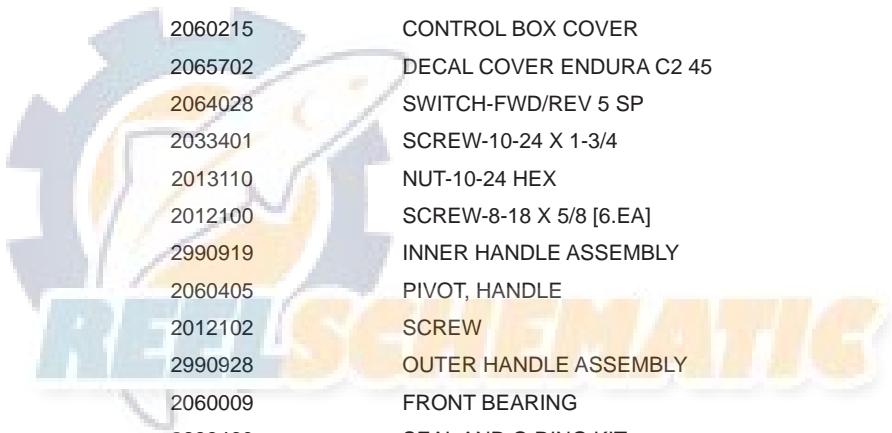 2060215 CONTROL BOX COVER
2065702 DECAL COVER ENDURA C2 45
2064028 SWITCH-FWD/REV 5 SP
2033401 SCREW-10-24 X 1-3/4
2013110 NUT-10-24 HEX
2012100 SCREW-8-18 X 5/8 [6.EA]
2990919 INNER HANDLE ASSEMBLY
2060405 PIVOT, HANDLE
2012102 SCREW
REELSCHEMATIC
2990928 OUTER HANDLE ASSEMBLY
2060009 FRONT BEARING